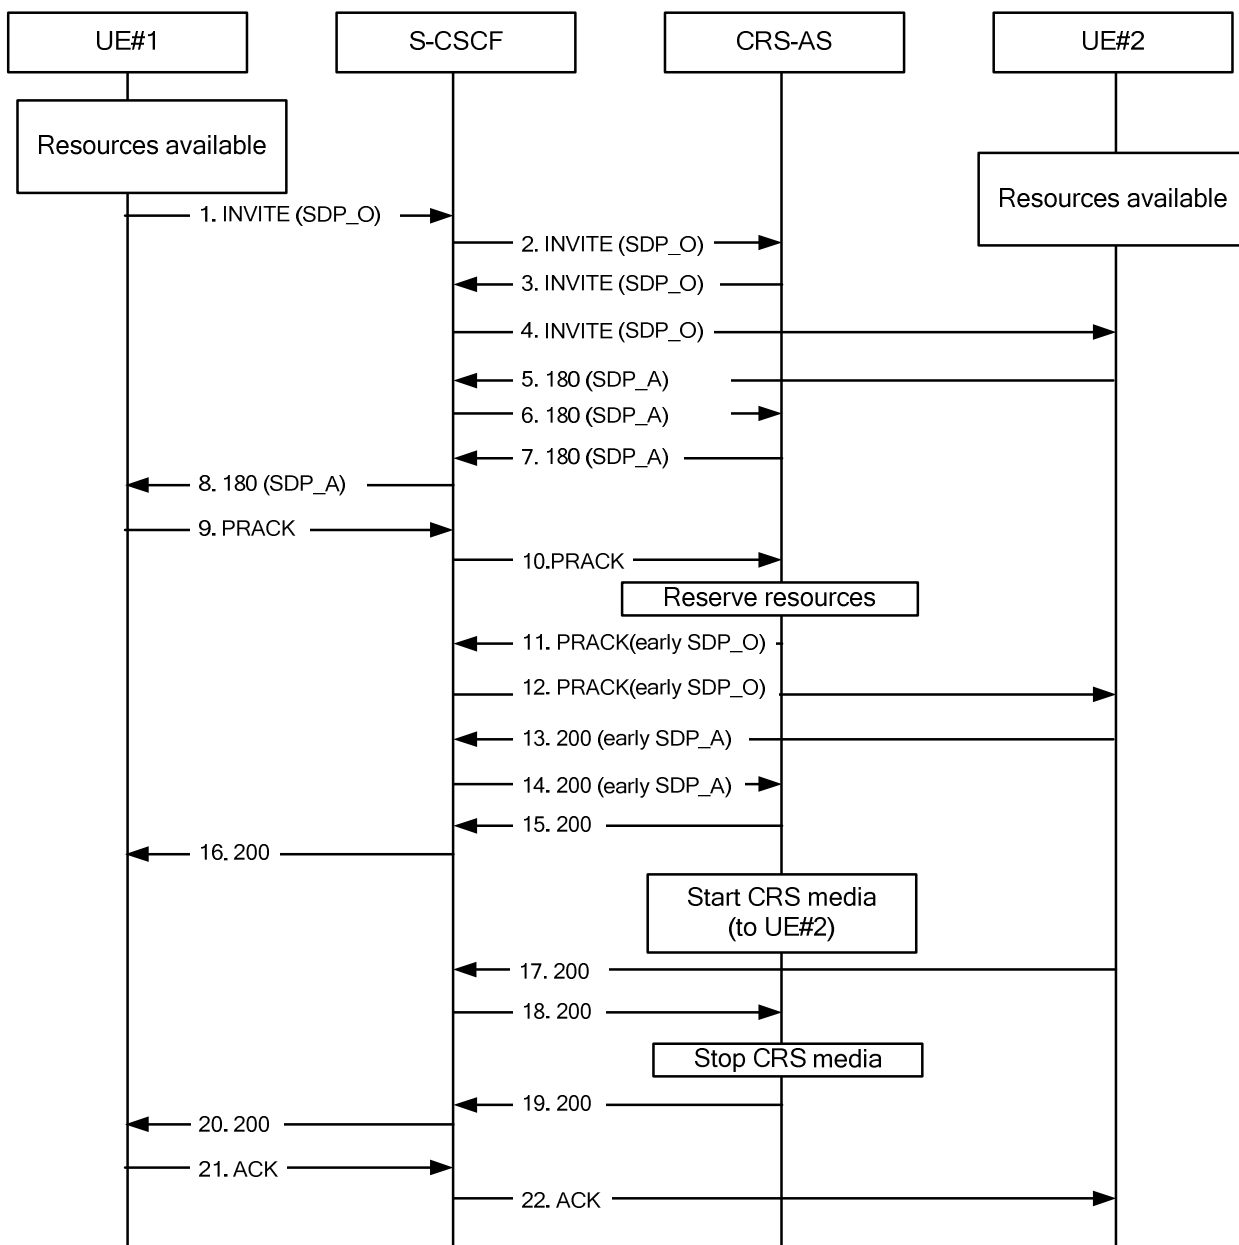 UE#1
S-CSCF
CRS-AS
UE#2
Resources available
Resources available
1. INVITE (SDP_O)
2. INVITE (SDP_O)
3. INVITE (SDP_O)
4. INVITE (SDP_O)
5. 180 (SDP_A)
6. 180 (SDP_A)
7. 180 (SDP_A)
8. 180 (SDP_A)
9. PRACK
10.PRACK
Reserve resources
11. PRACK(early SDP_O)
12. PRACK(early SDP_O)
13. 200 (early SDP_A)
14. 200 (early SDP_A)
15. 200
16. 200
Start CRS media
(to UE#2)
17. 200
18. 200
Stop CRS media
19. 200
20. 200
21. ACK
22. ACK